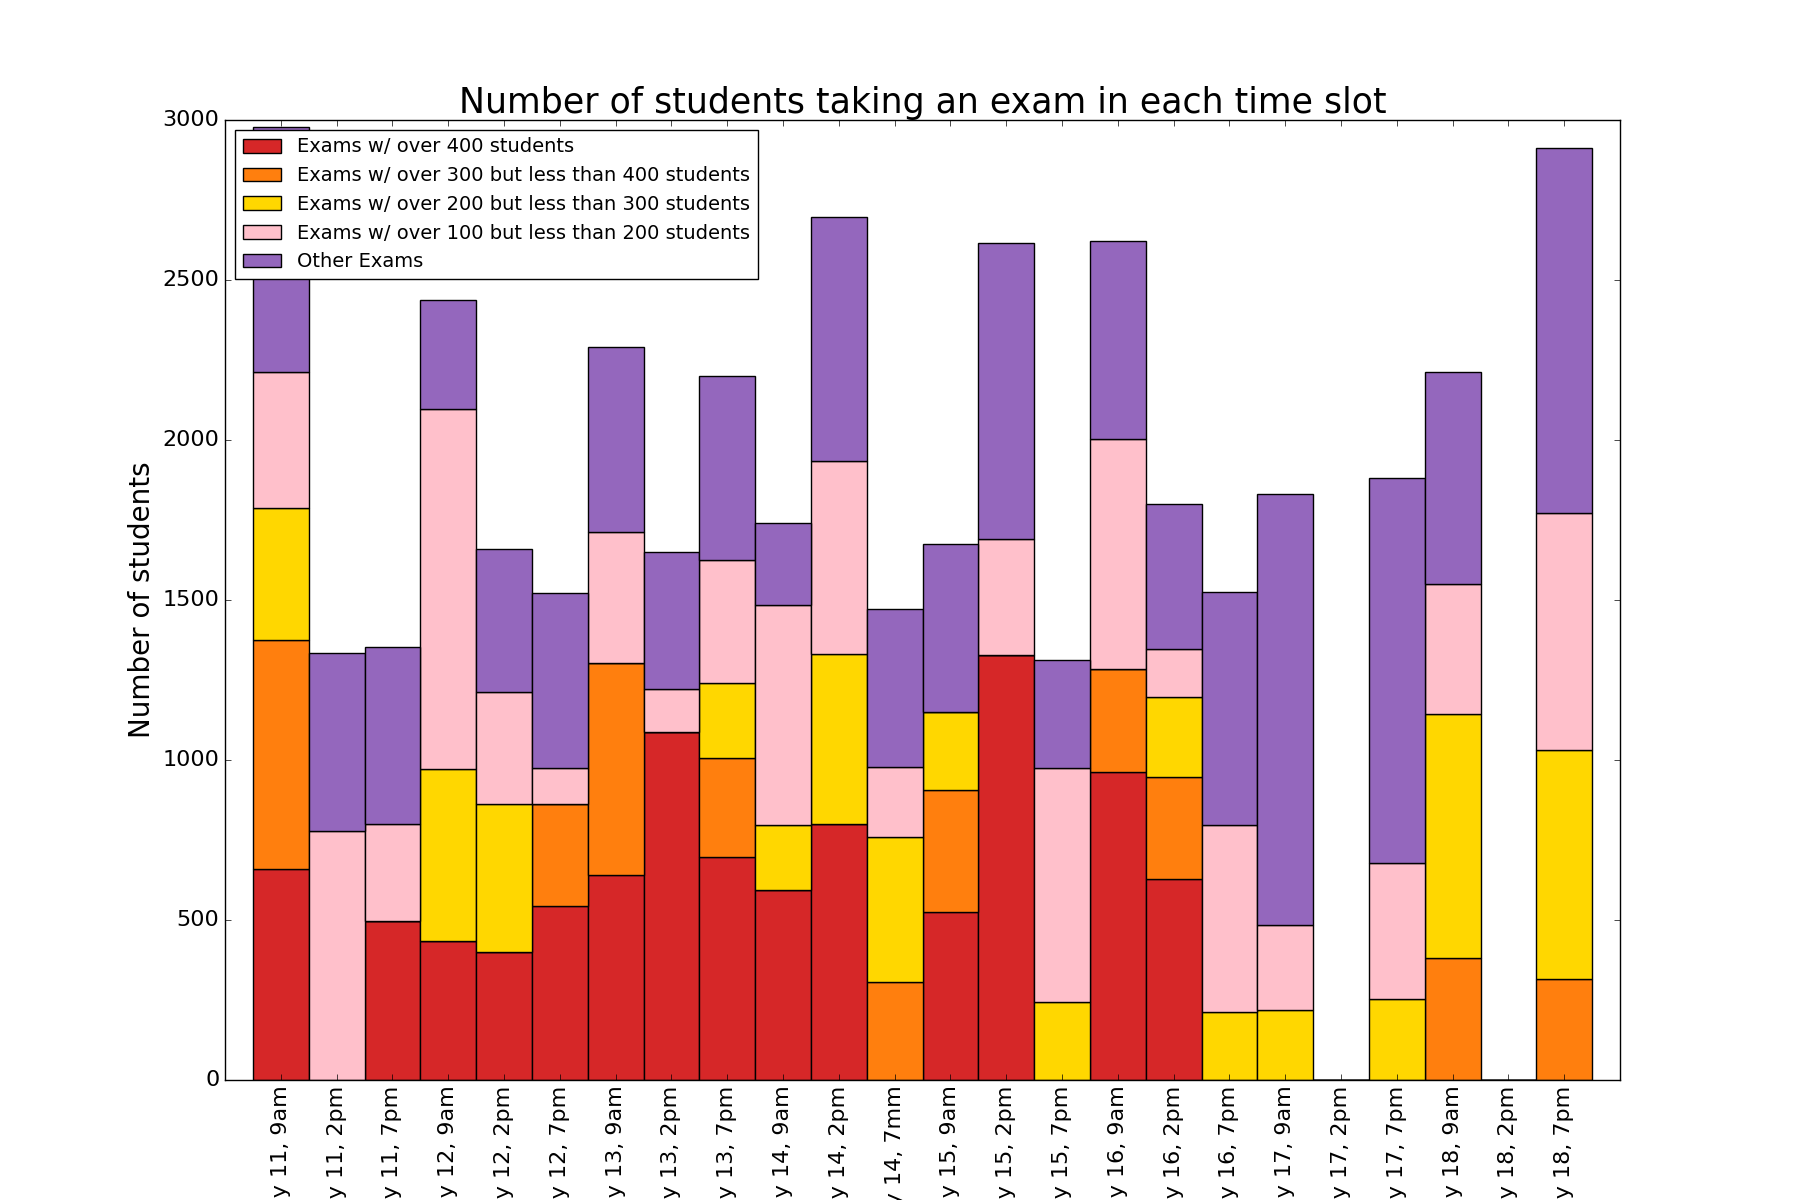 Number of students taking an exam in each time slot
Exams w/ over 400 students
Exams w/ over 300 but less than 400 students
Exams w/ over 200 but less than 300 students
Exams w/ over 100 but less than 200 students
Other Exams
Number of students
3000
2500
2000
1500
1000
500
0
y 11, 9am
y 11, 2pm
y 11, 7pm
y 12, 9am
y 12, 2pm
y 12, 7pm
y 13, 9am
y 13, 2pm
y 13, 7pm
y 14, 9am
y 14, 2pm
y 14, 7mm
y 15, 9am
y 15, 2pm
y 15, 7pm
y 16, 9am
y 16, 2pm
y 16, 7pm
y 17, 9am
y 17, 2pm
y 17, 7pm
y 18, 9am
y 18, 2pm
y 18, 7pm